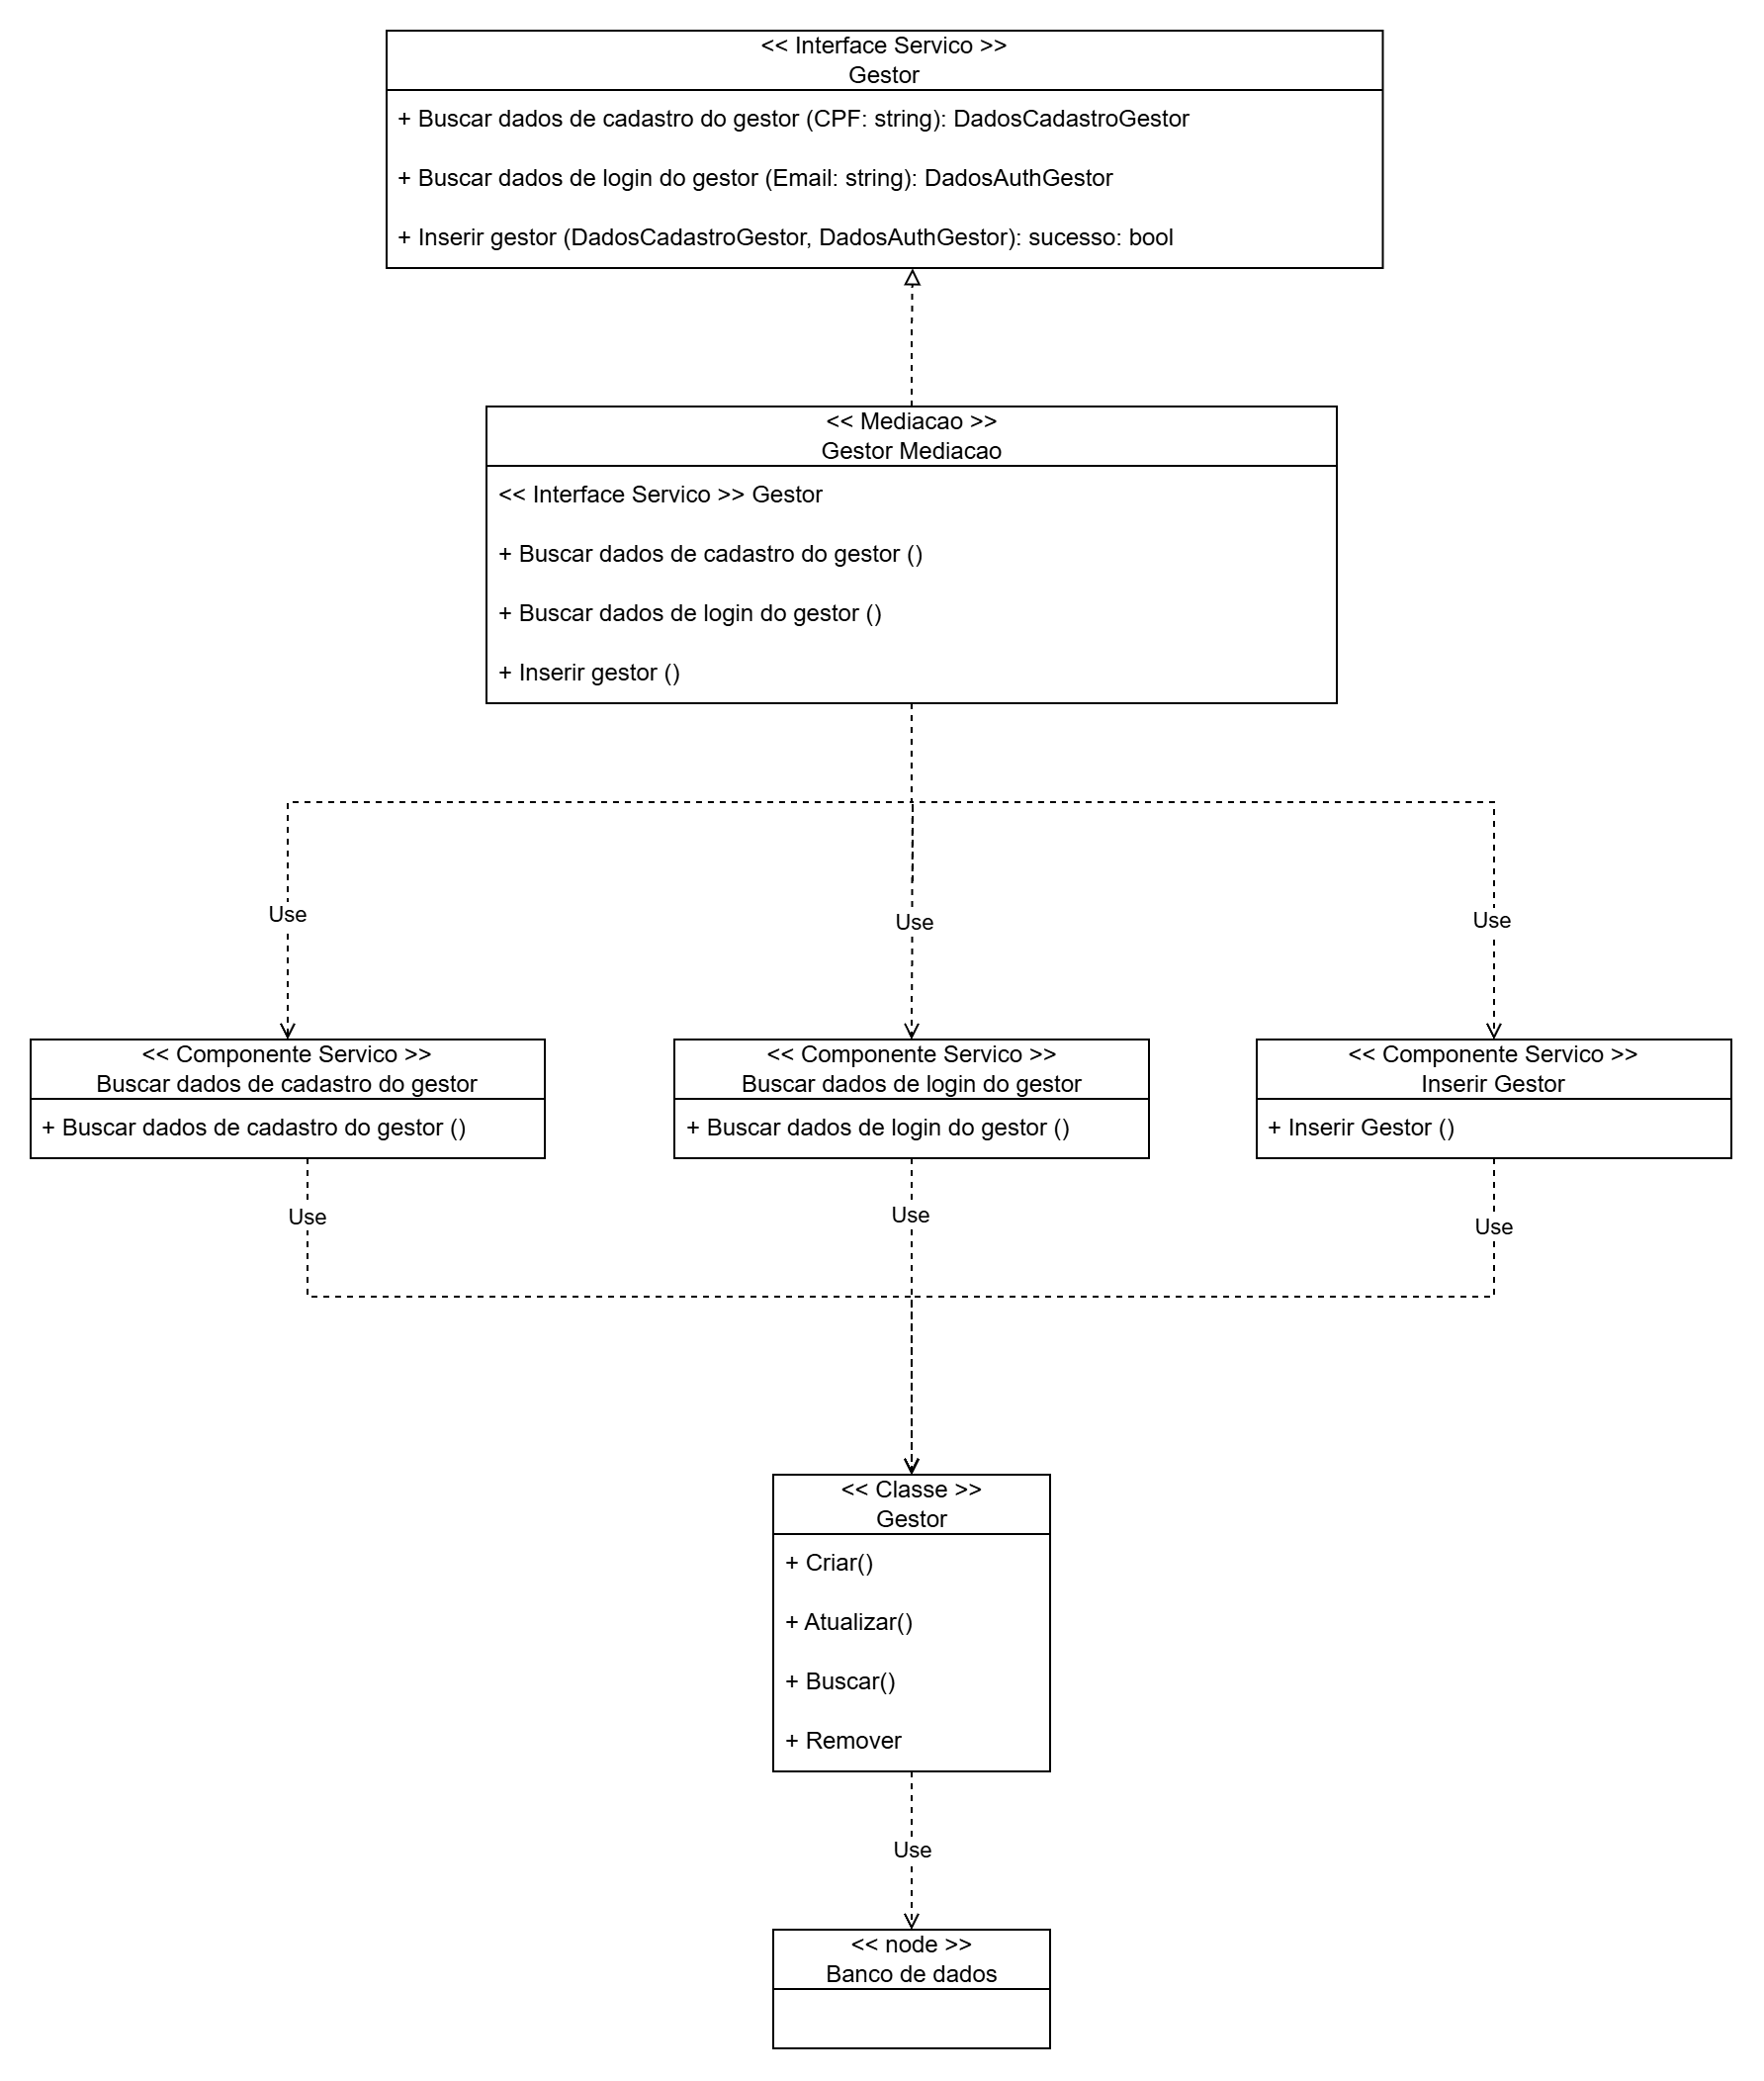 << Interface Servico >>
Gestor
+ Buscar dados de cadastro do gestor (CPF: string): DadosCadastroGestor
+ Buscar dados de login do gestor (Email: string): DadosAuthGestor
+ Inserir gestor (DadosCadastroGestor, DadosAuthGestor): sucesso: bool
<< Mediacao >>
Gestor Mediacao
<< Interface Servico >> Gestor
+ Buscar dados de cadastro do gestor ()
+ Buscar dados de login do gestor ()
+ Inserir gestor ()
Use
Use
Use
<< Componente Servico >>
Buscar dados de cadastro do gestor
+ Buscar dados de cadastro do gestor ()
<< Componente Servico >>
Buscar dados de login do gestor
+ Buscar dados de login do gestor ()
<< Componente Servico >>
Inserir Gestor
+ Inserir Gestor ()
Use
Use
Use
<< Classe >>
Gestor
+ Criar()
+ Atualizar()
+ Buscar()
+ Remover
Use
<< node >>
Banco de dados